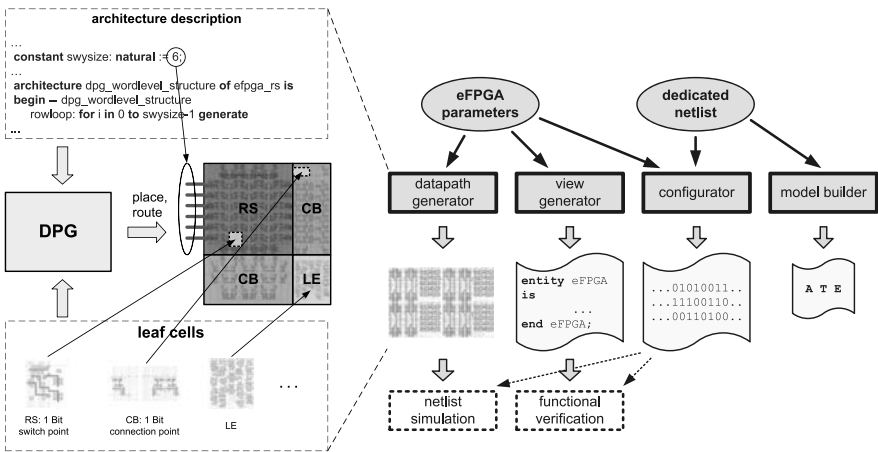 architecture description
...
constant swysize: natural := 6;
...
architecture dpg_wordlevel_structure of efpga_rs is
begin – dpg_wordlevel_structure
rowloop: for i in 0 to swysize-1 generate
...
DPG
place,
route
RS
CB
CB
LE
leaf cells
RS: 1 Bit
switch point
CB: 1 Bit
connection point
LE
...
eFPGA
parameters
dedicated
netlist
datapath
generator
view
generator
configurator
model builder
entity eFPGA
is
...
end eFPGA;
...01010011..
...11100110..
...00110100..
A T E
netlist
simulation
functional
verification